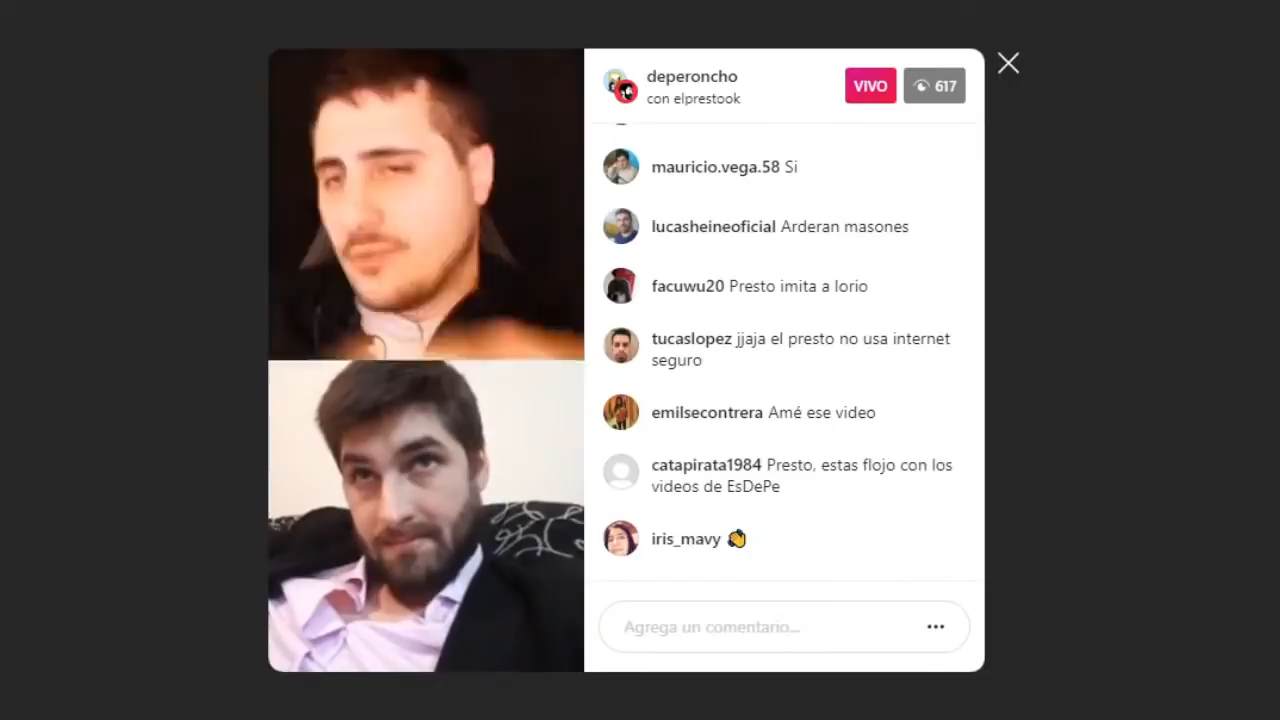 deperoncho
con elprestook
VIVO
617
mauricio.vega.58 Si
lucasheineoficial Arderan masones
facuwu20 Presto imita a Iorio
tucaslopez jjaja el presto no usa internet
seguro
emilsecontrera Amé ese video
catapirata1984 Presto, estas flojo con los
videos de EsDePe
iris_mavy 👏
Agrega un comentario...